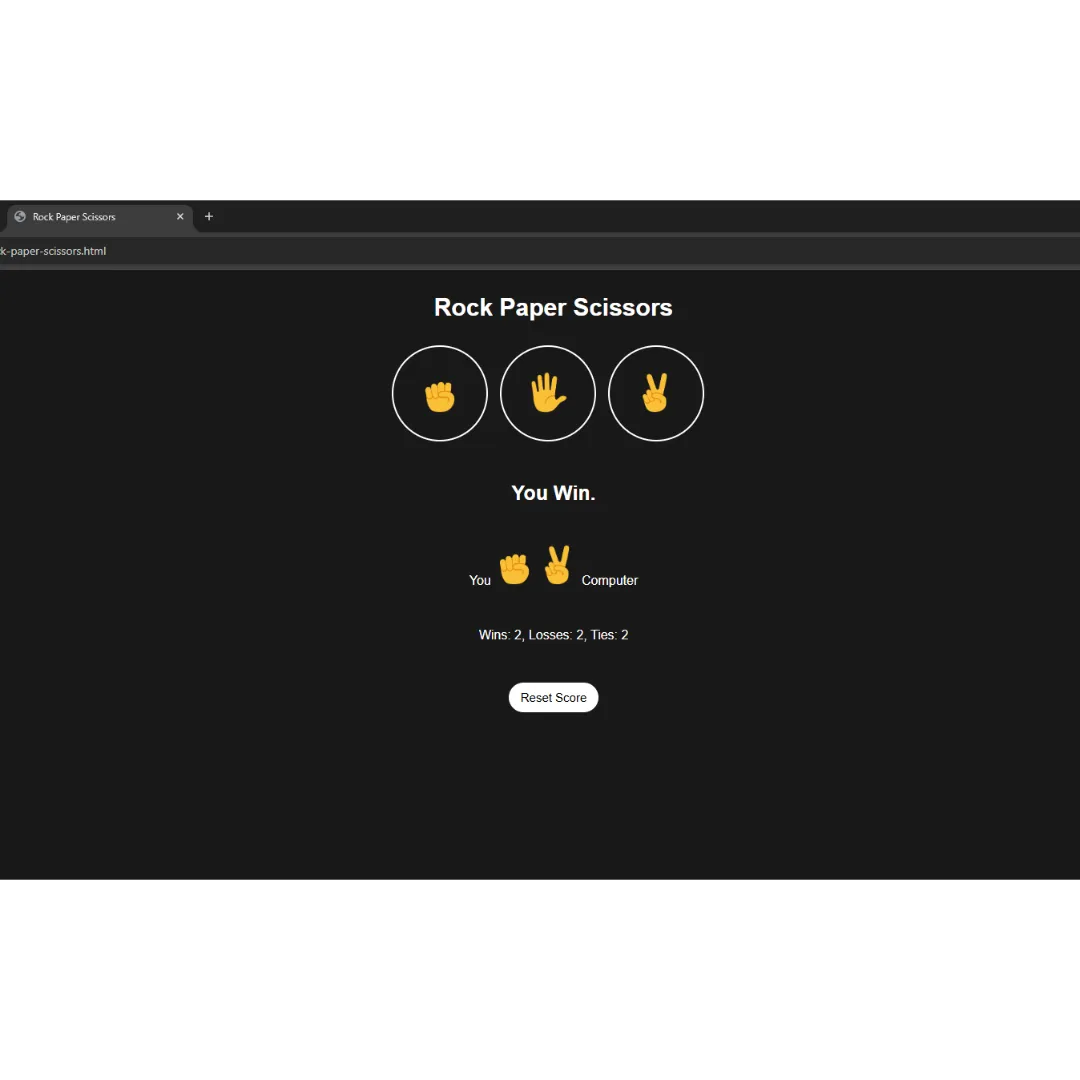 Rock Paper Scissors
k-paper-scissors.html
Rock Paper Scissors
You Win.
You Computer
Wins: 2, Losses: 2, Ties: 2
Reset Score